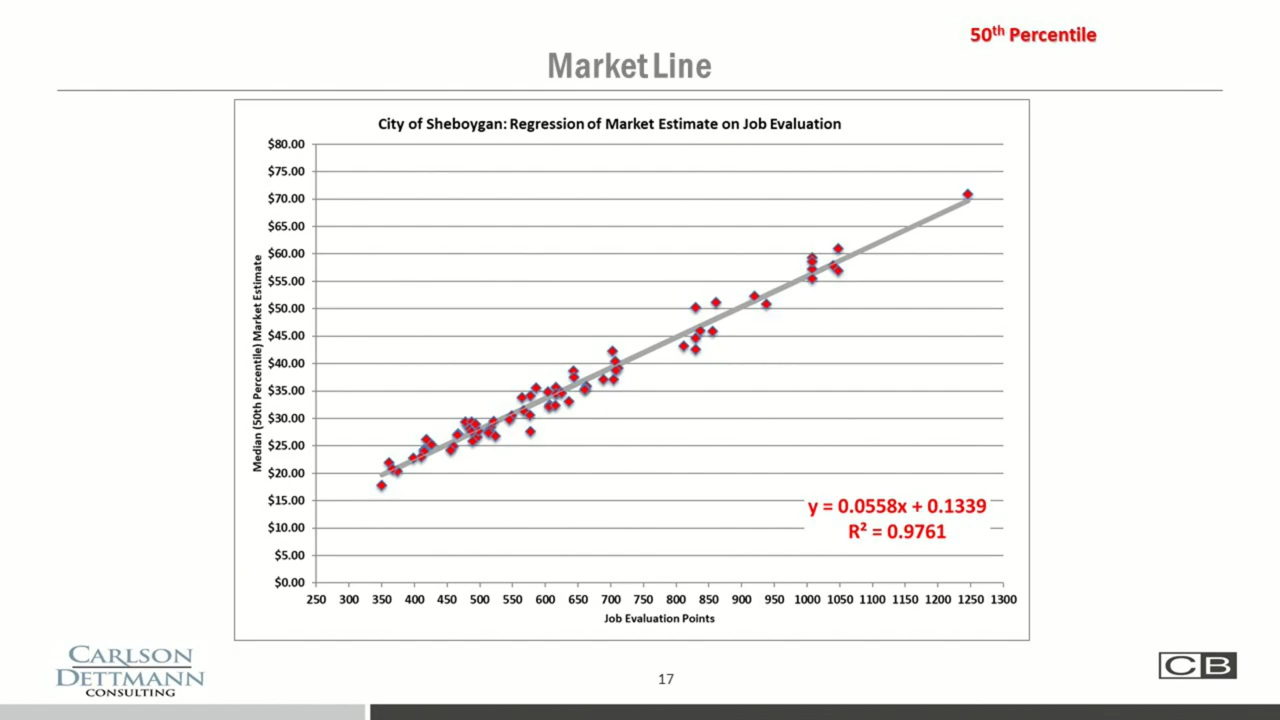 50th Percentile
Market Line
City of Sheboygan: Regression of Market Estimate on Job Evaluation
$80.00
$75.00
$70.00
$65.00
$60.00
$55.00
$50.00
$45.00
$40.00
$35.00
$30.00
$25.00
$20.00
$15.00
$10.00
$5.00
$0.00
Median (50th Percentile) Market Estimate
y = 0.0558x + 0.1339
R² = 0.9761
250 300 350 400 450 500 550 600 650 700 750 800 850 900 950 1000 1050 1100 1150 1200 1250 1300
Job Evaluation Points
CARLSON
DETTMANN
CONSULTING
17
CB